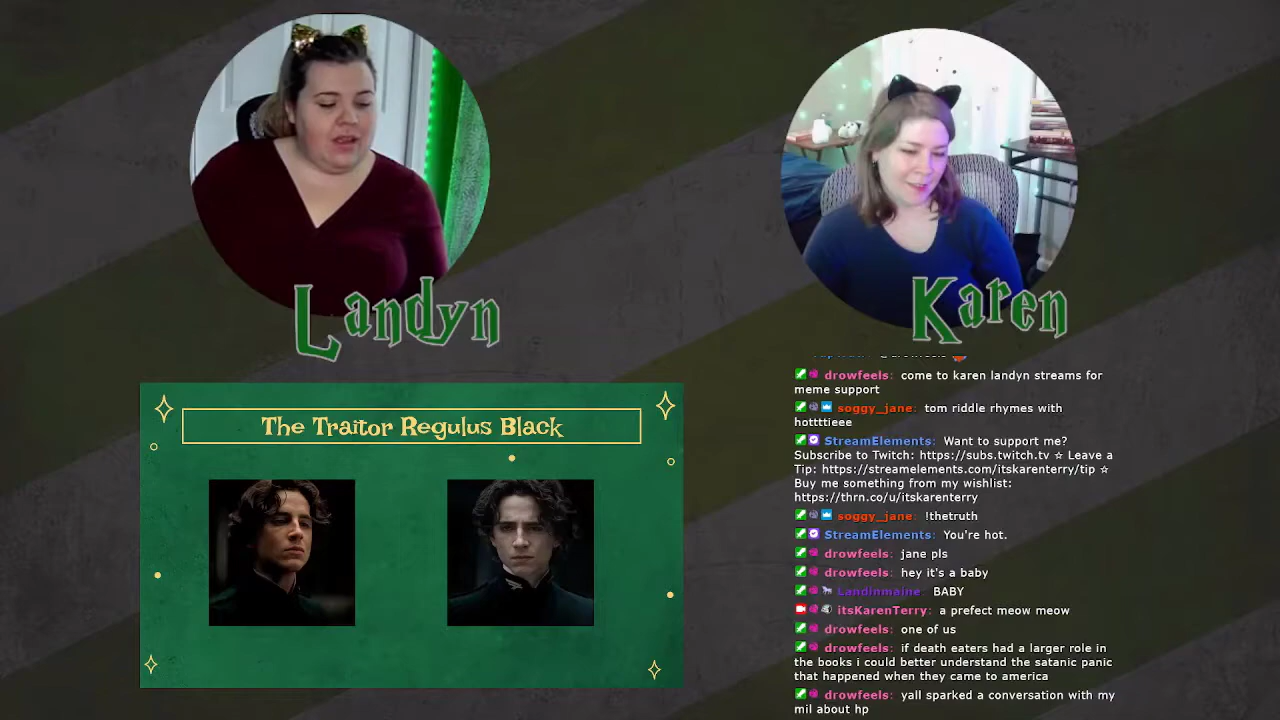 Landyn
Karen
The Traitor Regulus Black
drowfeels: come to karen landyn streams for
meme support
soggy_jane: tom riddle rhymes with
hottttieee
StreamElements: Want to support me?
Subscribe to Twitch: https://subs.twitch.tv ☆ Leave a
Tip: https://streamelements.com/itskarenterry/tip ☆
Buy me something from my wishlist:
https://thrn.co/u/itskarenterry
soggy_jane: !thetruth
StreamElements: You're hot.
drowfeels: jane pls
drowfeels: hey it's a baby
Landinmaine: BABY
itsKarenTerry: a prefect meow meow
drowfeels: one of us
drowfeels: if death eaters had a larger role in
the books i could better understand the satanic panic
that happened when they came to america
drowfeels: yall sparked a conversation with my
mil about hp